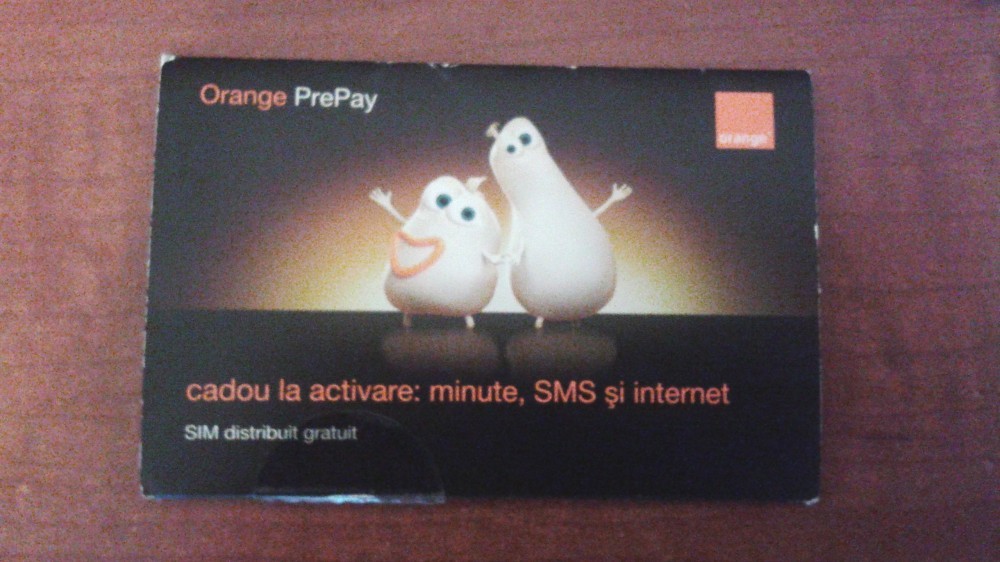 Orange PrePay
orange
cadou la activare: minute, SMS şi internet
SIM distribuit gratuit